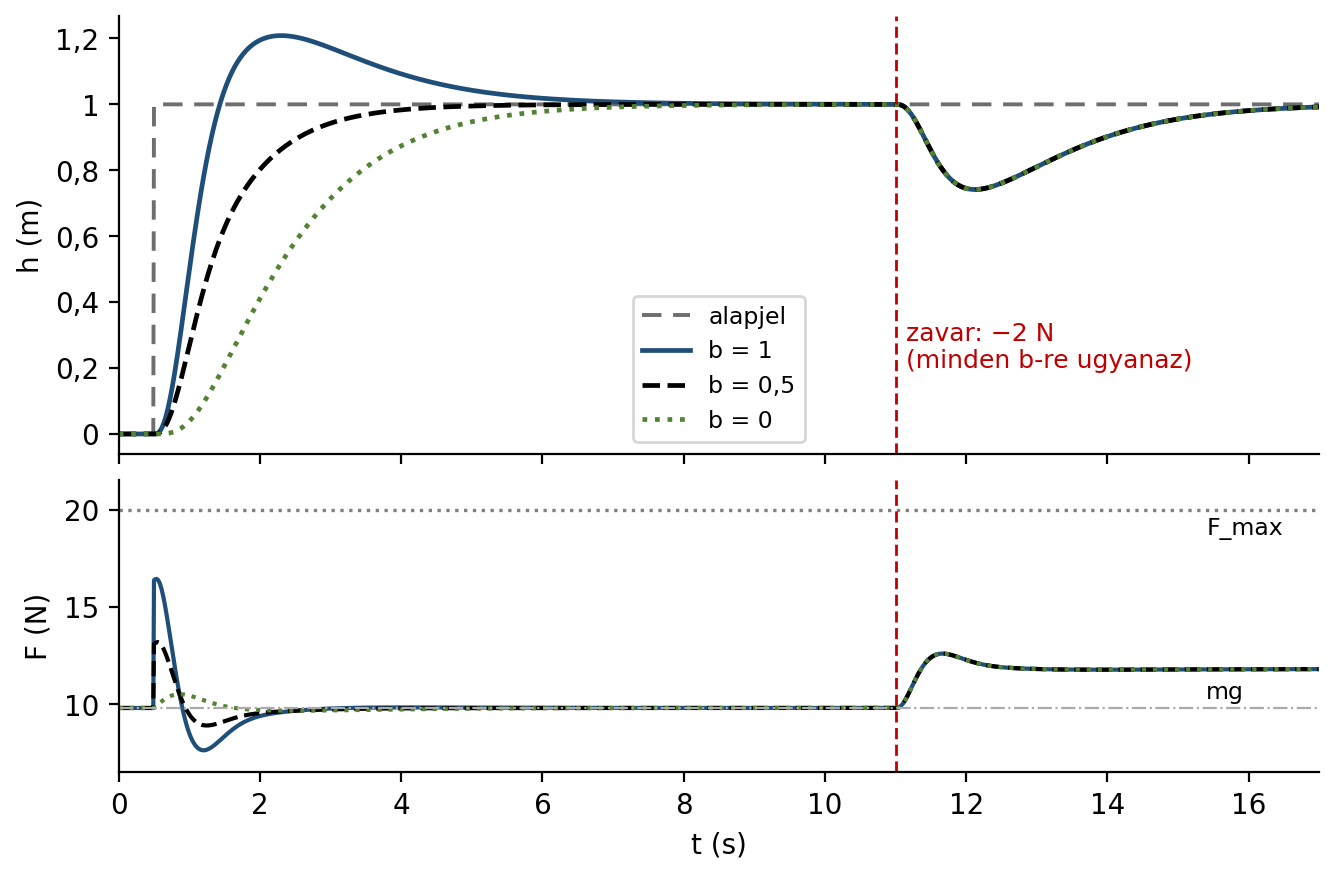 h (m)
1,2
1
0,8
0,6
0,4
0,2
0
alapjel
b = 1
b = 0,5
b = 0
zavar: −2 N
(minden b-re ugyanaz)
F (N)
20
15
10
F_max
mg
0 2 4 6 8 10 12 14 16
t (s)